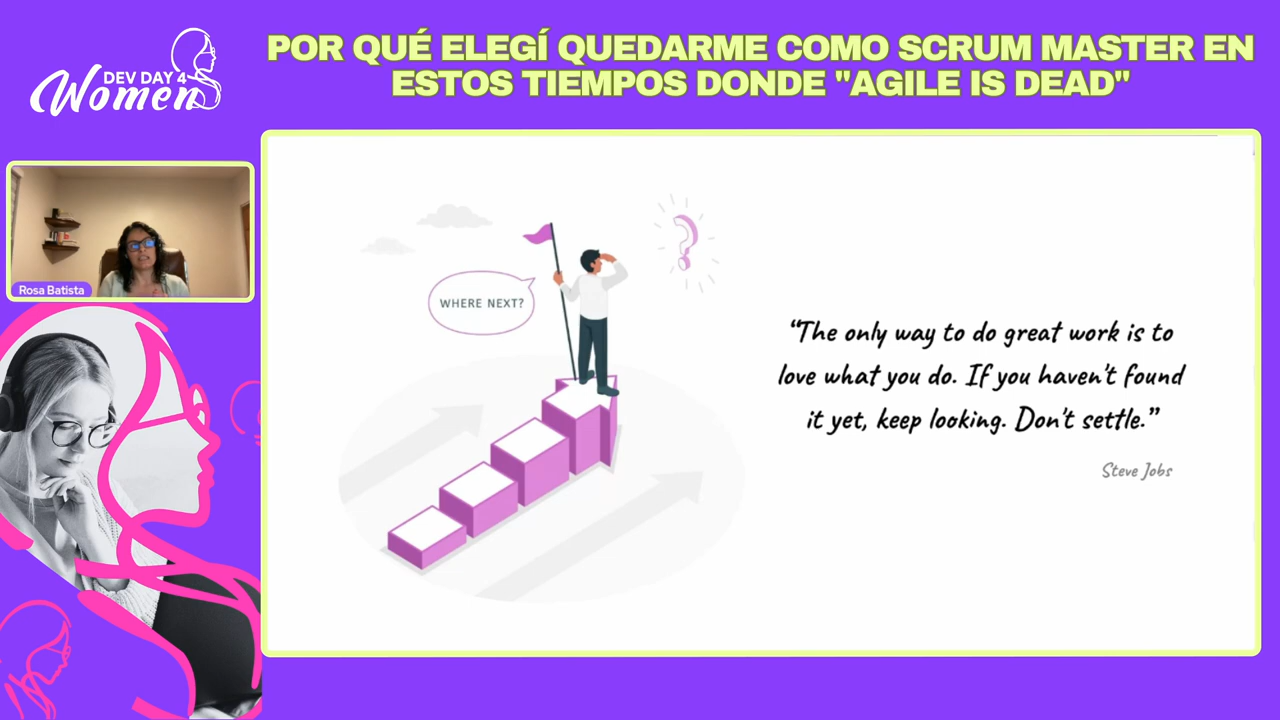 DEV DAY 4
Women
POR QUÉ ELEGÍ QUEDARME COMO SCRUM MASTER EN
ESTOS TIEMPOS DONDE "AGILE IS DEAD"
Rosa Batista
WHERE NEXT?
“The only way to do great work is to
love what you do. If you haven't found
it yet, keep looking. Don't settle.”
Steve Jobs